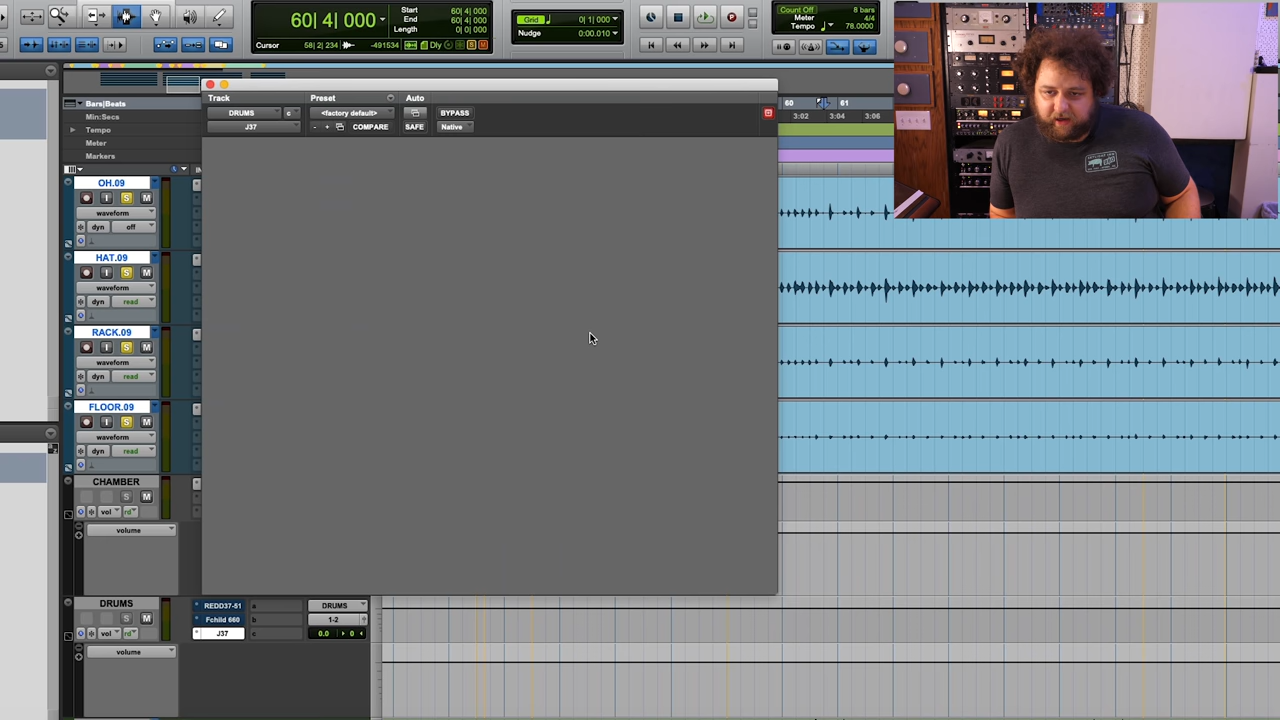 60| 4| 000
Start 60| 4| 000
End 60| 4| 000
Length 0| 0| 000
Cursor 58| 2| 234 -491534 Dly S M
Grid 0| 1| 000
Nudge 0:00.010
Count Off 8 bars
Meter 4/4
Tempo 78.0000
Track Preset Auto
DRUMS c <factory default> BYPASS
J37 - + COMPARE SAFE Native
Bars|Beats
Min:Secs
Tempo
Meter
Markers
60 61
3:02 3:04 3:06
OH.09
I S M
waveform
dyn off
HAT.09
I S M
waveform
dyn read
RACK.09
I S M
waveform
dyn read
FLOOR.09
I S M
waveform
dyn read
CHAMBER
S M
vol rd
volume
DRUMS REDD37-51 a DRUMS
S M Fchild 660 b 1-2
vol rd J37 c 0.0 0
volume